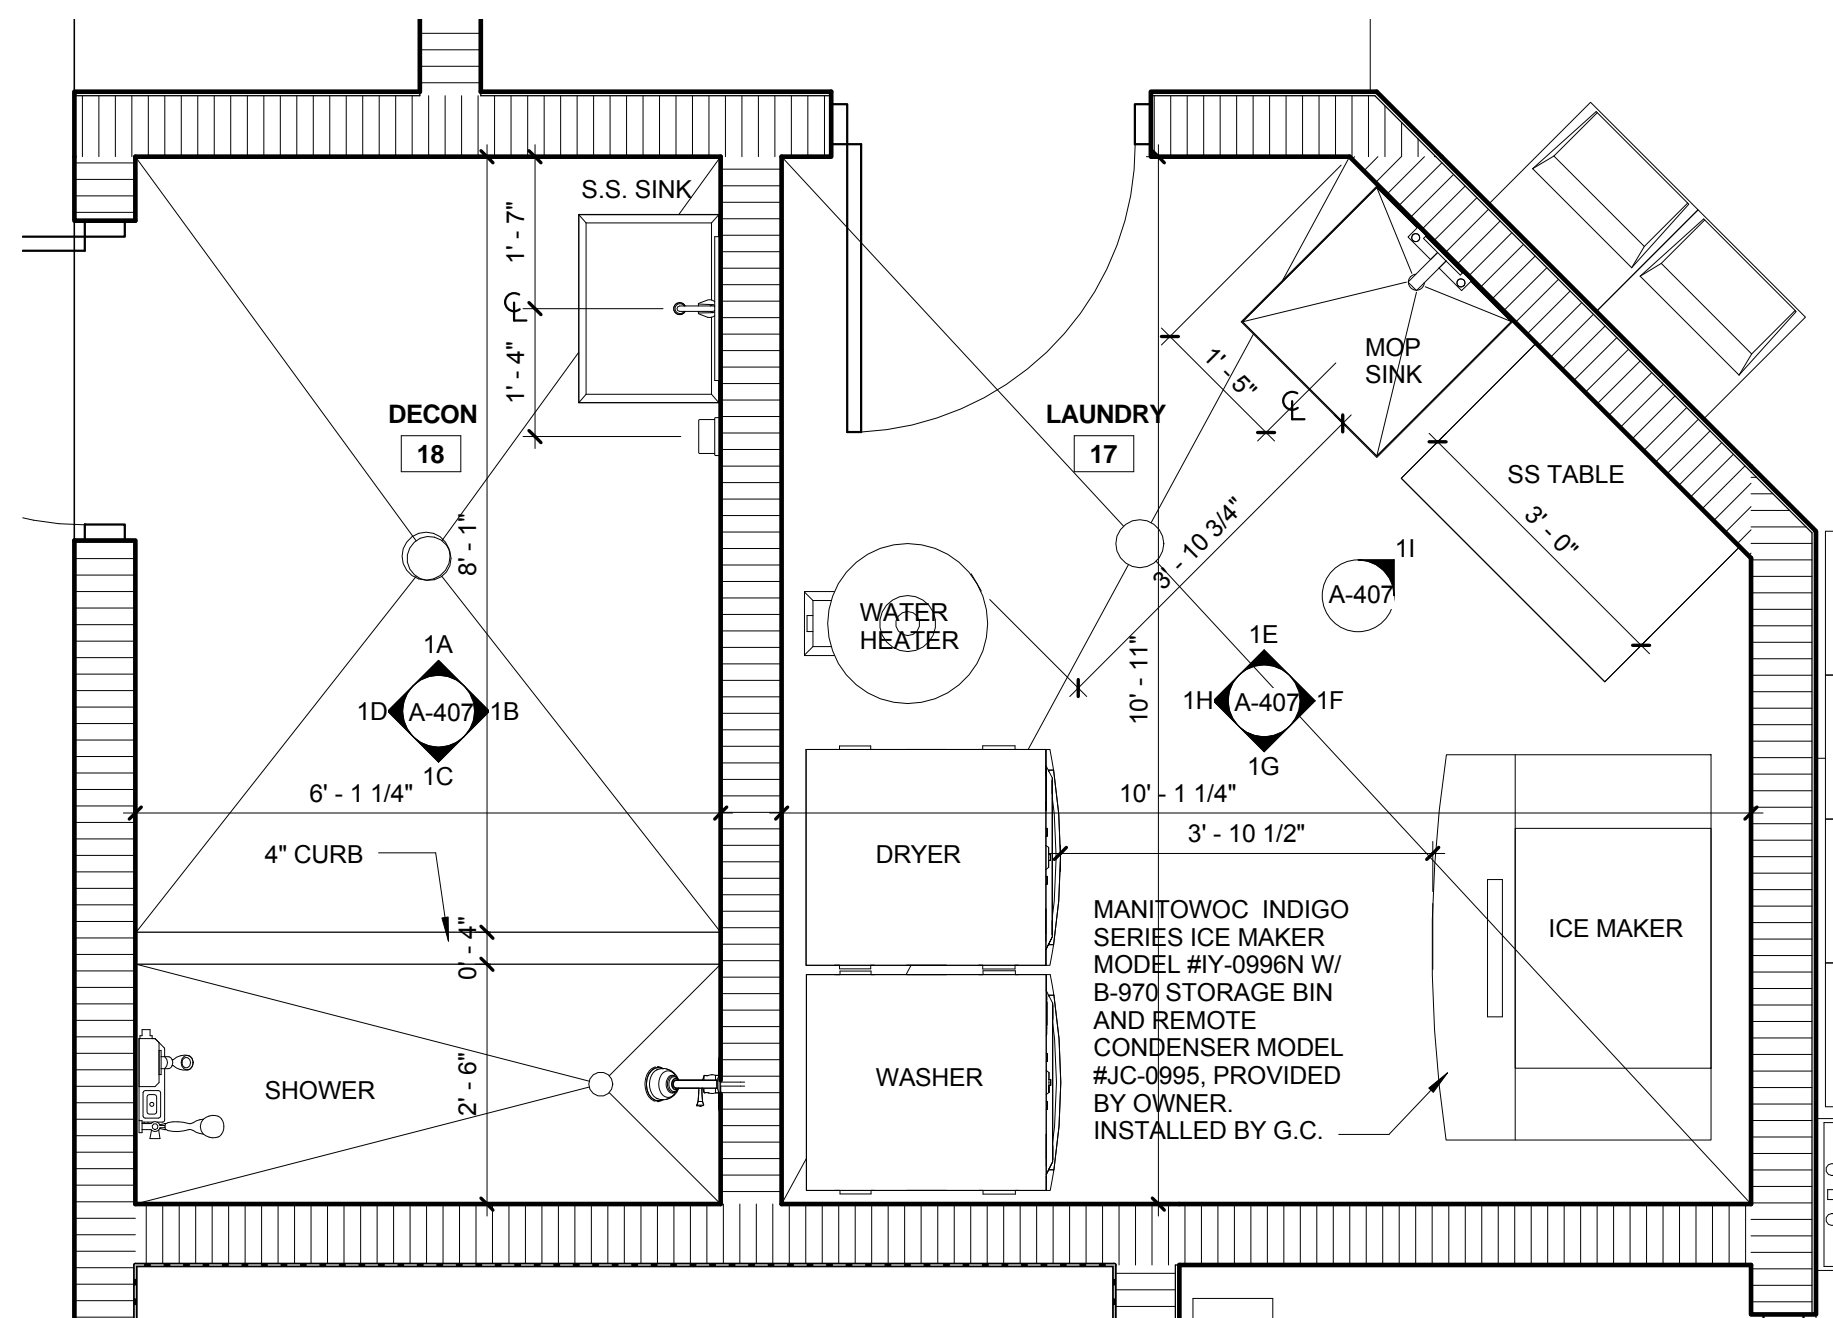 S.S. SINK
1' - 7"
℄
1' - 4"
DECON
18
8' - 1"
1A
1D
A-407
1B
1C
6' - 1 1/4"
4" CURB
0' - 4"
2' - 6"
SHOWER
MOP
SINK
1' - 5"
℄
LAUNDRY
17
SS TABLE
3' - 0"
3' - 10 3/4"
1I
A-407
WATER
HEATER
10' - 11"
1E
1H
A-407
1F
1G
10' - 1 1/4"
3' - 10 1/2"
DRYER
WASHER
MANITOWOC INDIGO
SERIES ICE MAKER
MODEL #IY-0996N W/
B-970 STORAGE BIN
AND REMOTE
CONDENSER MODEL
#JC-0995, PROVIDED
BY OWNER.
INSTALLED BY G.C.
ICE MAKER